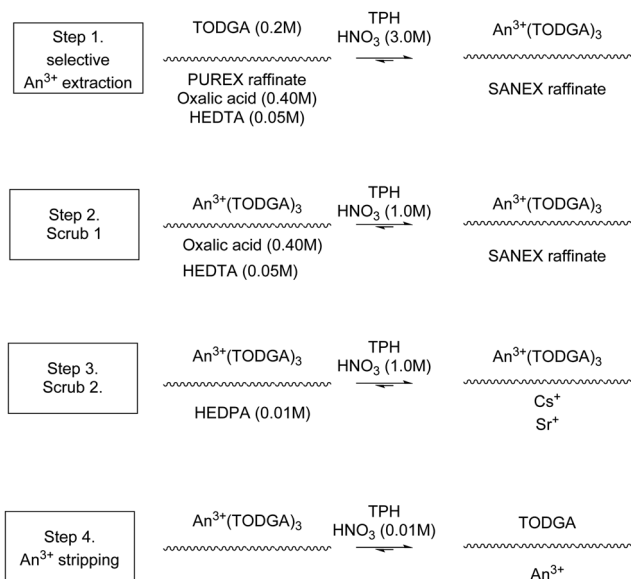 Step 1.
selective
An³⁺ extraction
TODGA (0.2M)
PUREX raffinate
Oxalic acid (0.40M)
HEDTA (0.05M)
TPH
HNO₃ (3.0M)
An³⁺(TODGA)₃
SANEX raffinate
Step 2.
Scrub 1
An³⁺(TODGA)₃
Oxalic acid (0.40M)
HEDTA (0.05M)
TPH
HNO₃ (1.0M)
An³⁺(TODGA)₃
SANEX raffinate
Step 3.
Scrub 2.
An³⁺(TODGA)₃
HEDPA (0.01M)
TPH
HNO₃ (1.0M)
An³⁺(TODGA)₃
Cs⁺
Sr⁺
Step 4.
An³⁺ stripping
An³⁺(TODGA)₃
TPH
HNO₃ (0.01M)
TODGA
An³⁺